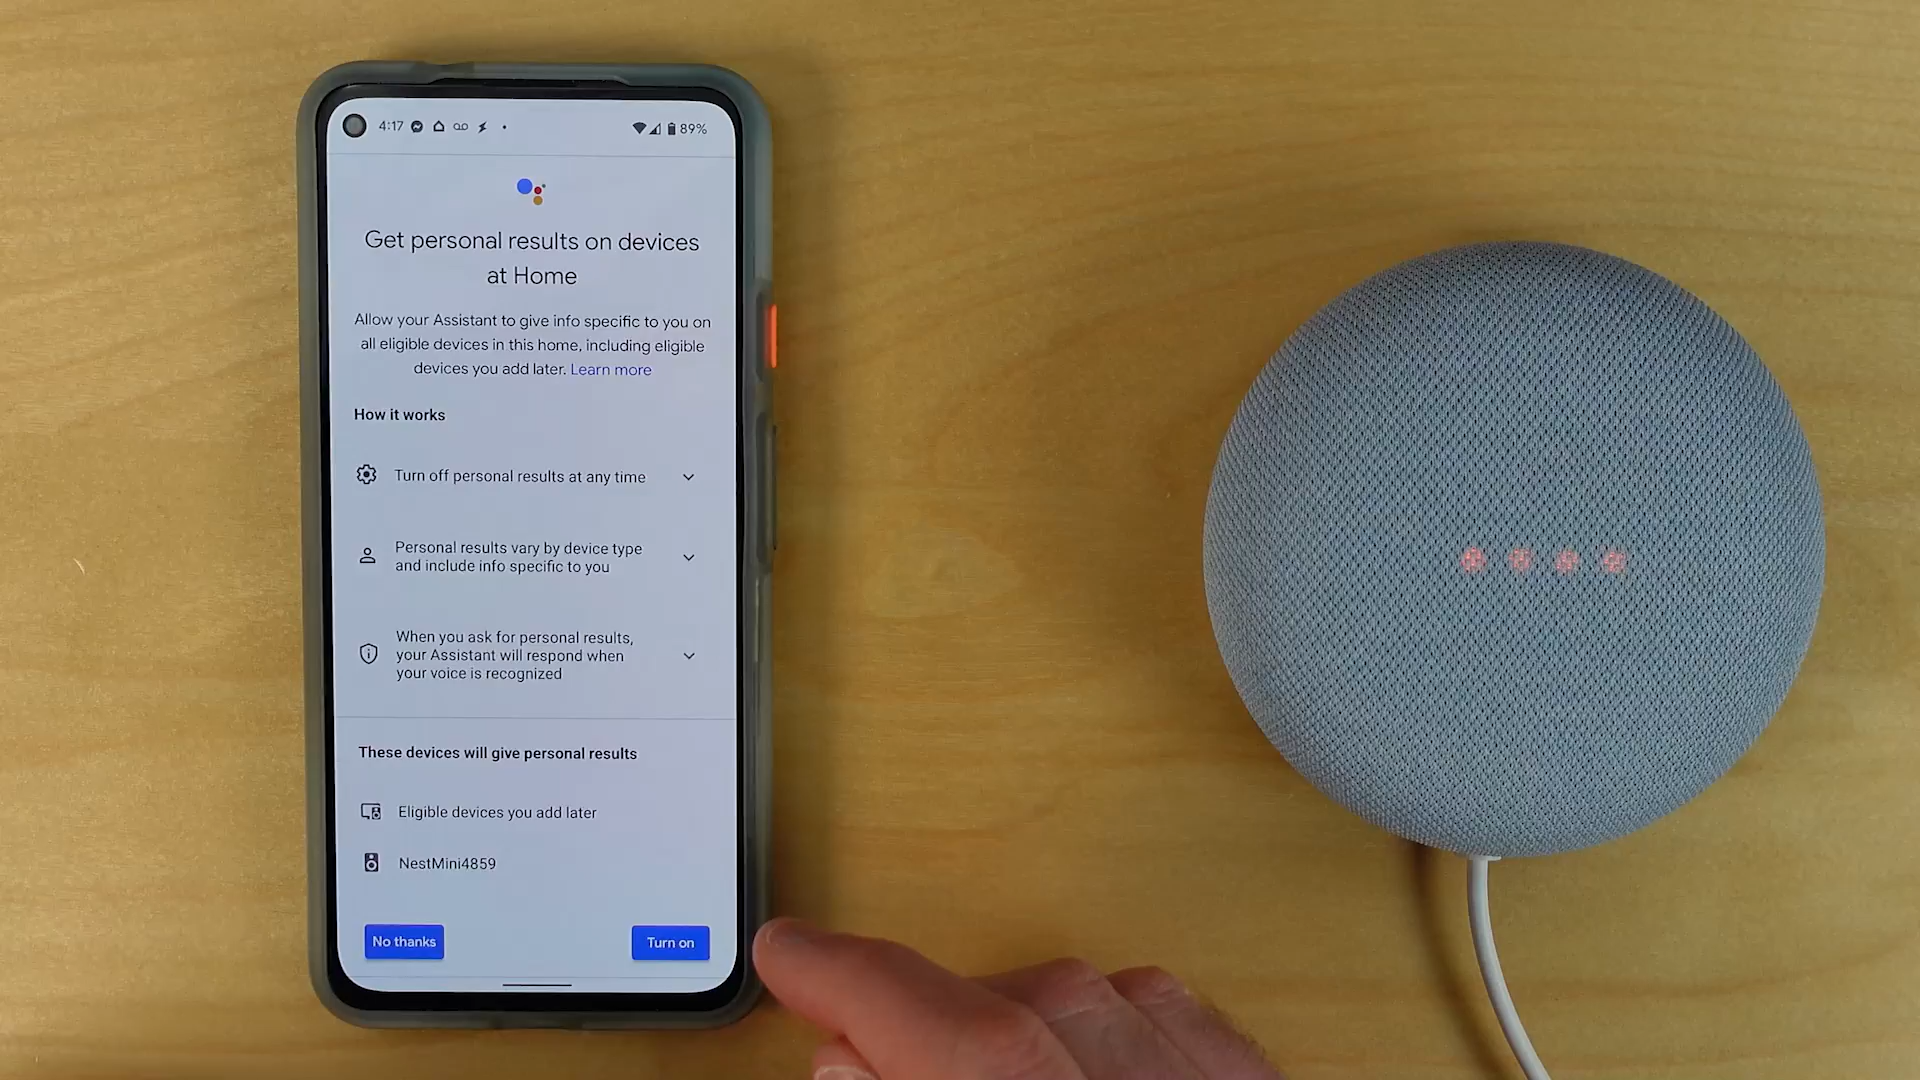 4:17
89%
Get personal results on devices
at Home
Allow your Assistant to give info specific to you on
all eligible devices in this home, including eligible
devices you add later. Learn more
How it works
Turn off personal results at any time
Personal results vary by device type
and include info specific to you
When you ask for personal results,
your Assistant will respond when
your voice is recognized
These devices will give personal results
Eligible devices you add later
NestMini4859
No thanks
Turn on